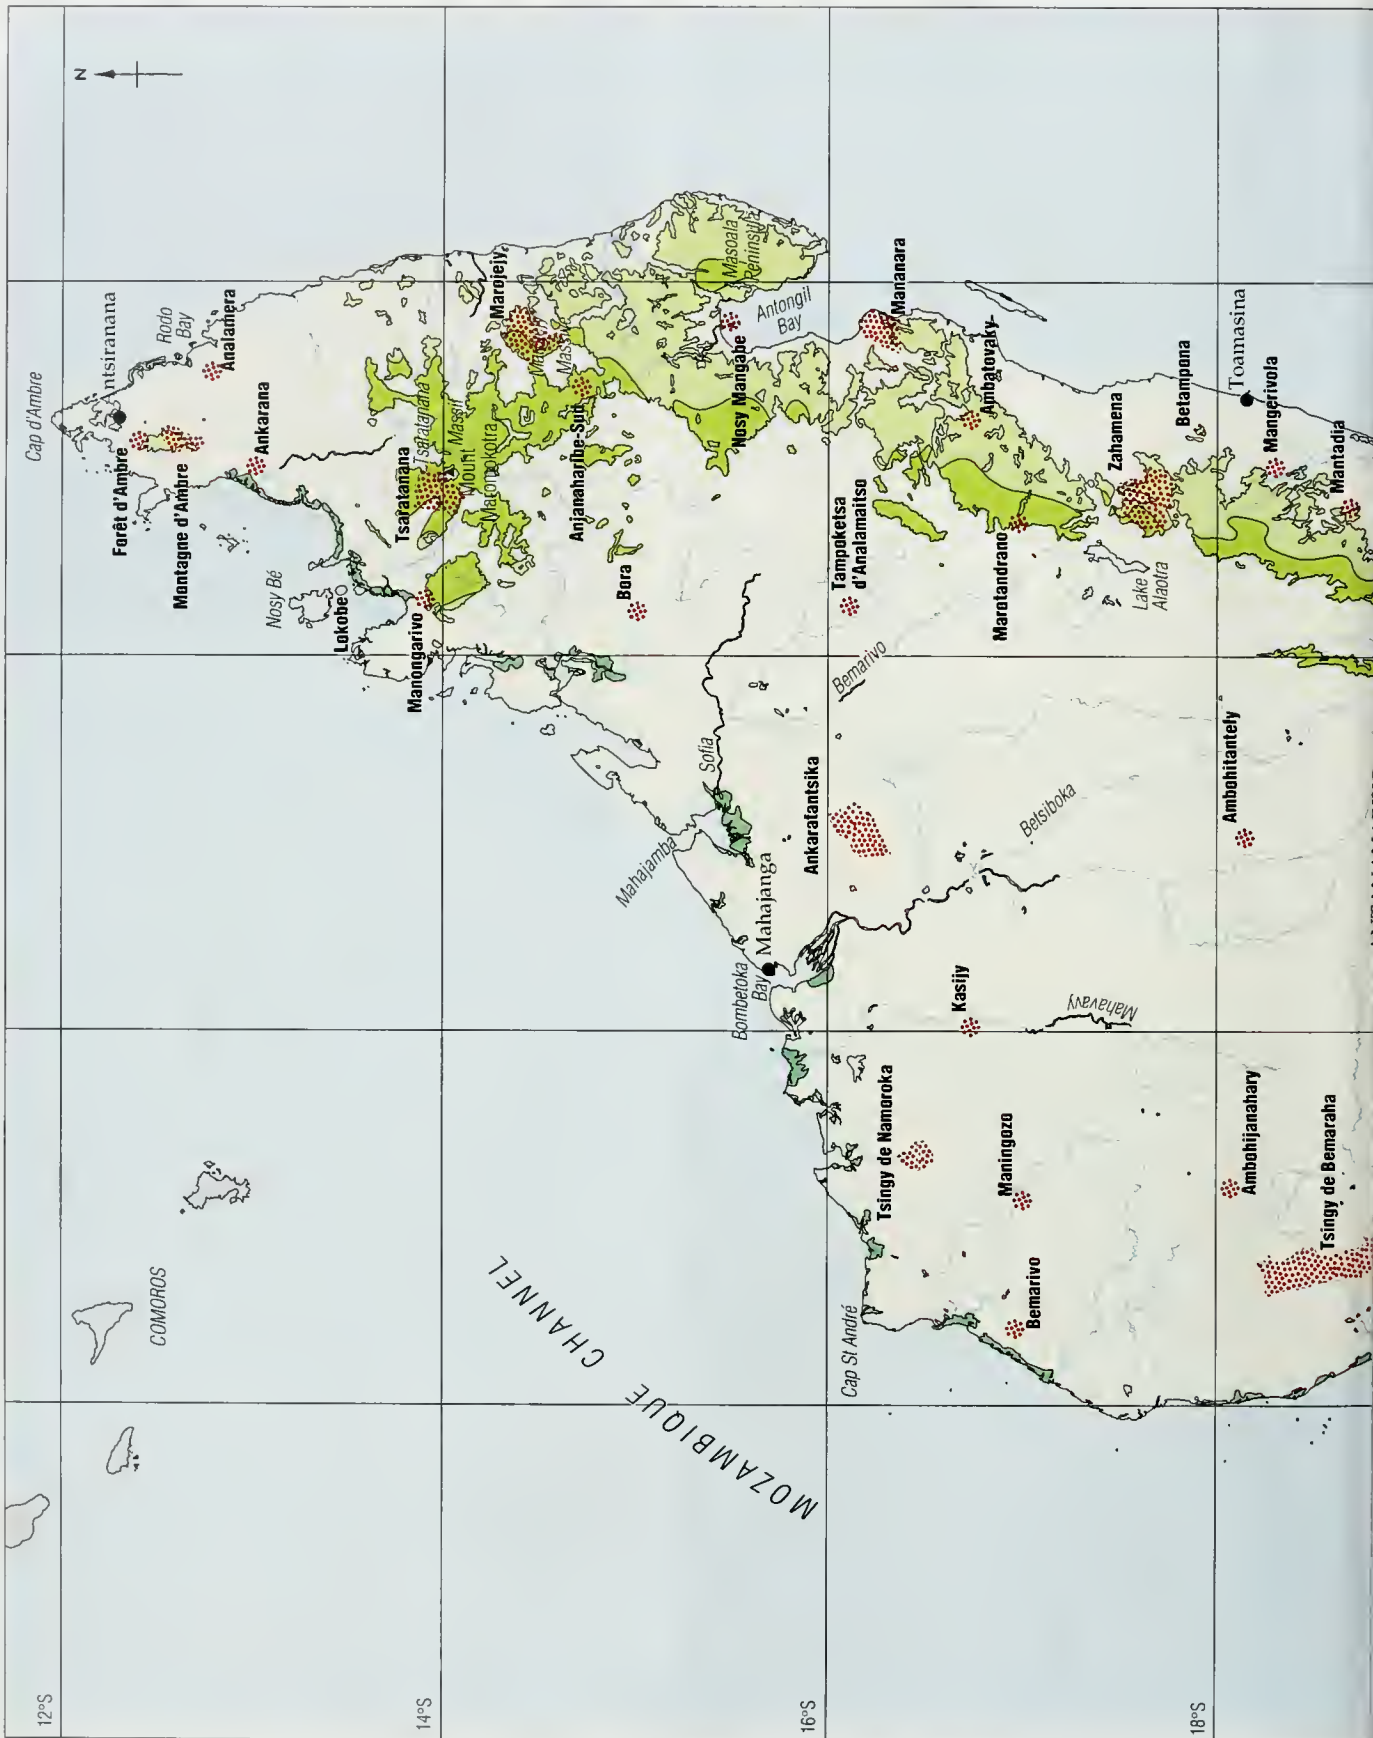 12°S
14°S
16°S
18°S
N
Cap d'Ambre
ntsiranana
Rodo
Bay
Analamera
Forêt d'Ambre
Montagne d'Ambre
Ankarana
Nosy Bé
Lokobe
Manongarivo
Tsaratanana
Tsaratanana
Massif
Mount
Maromokotra
Marojejy
Massif
Anjanaharibe-Sud
Bora
Masoala
Peninsula
Antongil
Bay
Nosy Mangabe
Mananara
Ambatovaky
Tampoketsa
d'Analamaitso
Marotandrano
Zahamena
Lake
Alaotra
Betampona
Toamasina
Mangerivola
Mantadia
Sofia
Bemarivo
Mahajamba
Ankaratantsika
Betsiboka
Ambohitantely
Bombetoka
Bay
Mahajanga
Kasijy
Mahavavy
Tsingy de Namoroka
Maningozo
Ambohijanahary
Tsingy de Bemaraha
Cap St André
Bemarivo
COMOROS
MOZAMBIQUE CHANNEL